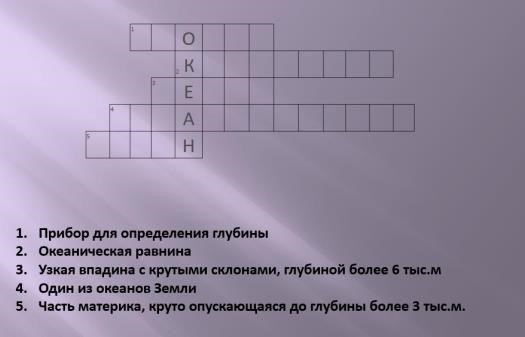 1 О
2 К
3 Е
4 А
5 Н
1. Прибор для определения глубины
2. Океаническая равнина
3. Узкая впадина с крутыми склонами, глубиной более 6 тыс.м
4. Один из океанов Земли
5. Часть материка, круто опускающаяся до глубины более 3 тыс.м.